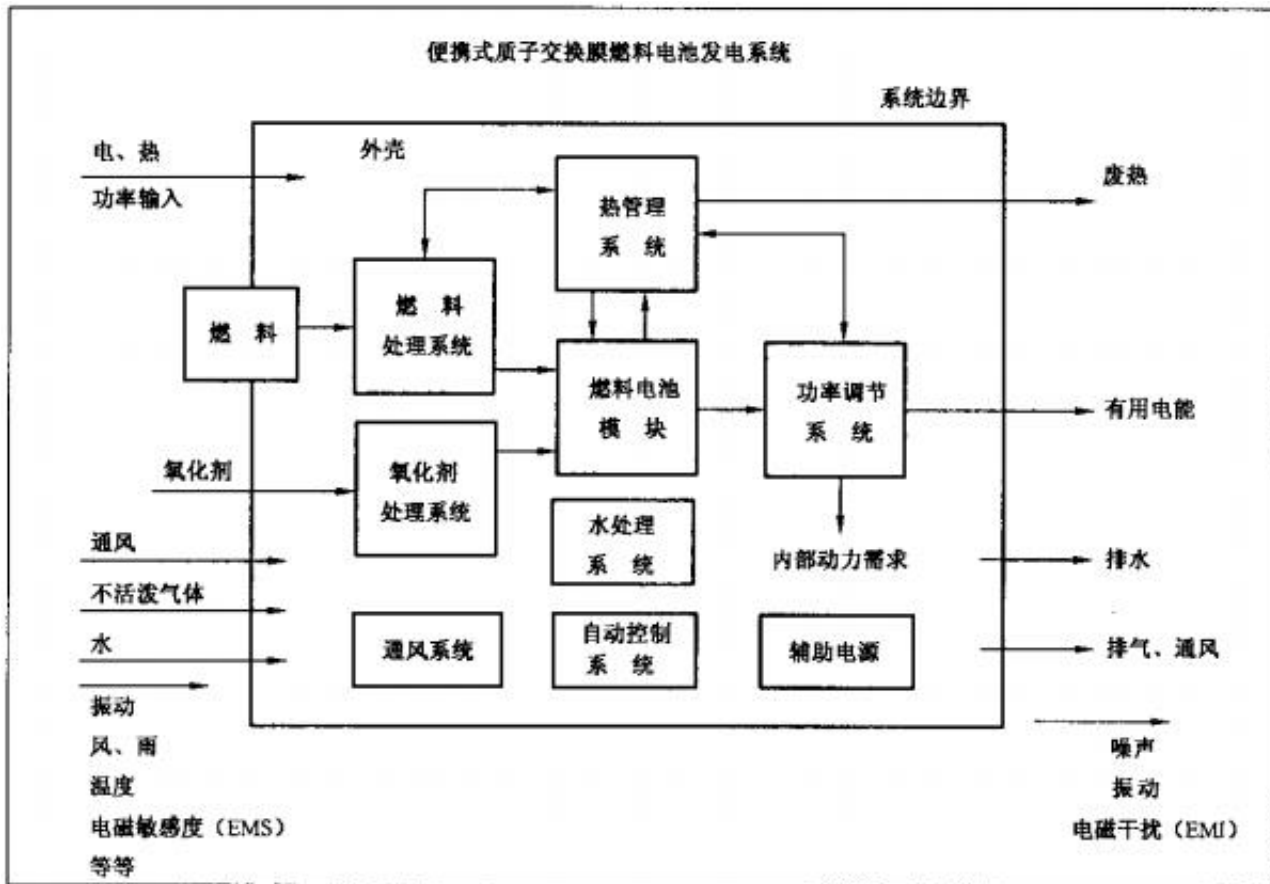 便携式质子交换膜燃料电池发电系统
系统边界
电、热
功率输入
外壳
热管理
系 统
废热
燃 料
燃 料
处理系统
燃料电池
模 块
功率调节
系 统
有用电能
氧化剂
氧化剂
处理系统
水处理
系 统
内部动力需求
排水
通风
不活泼气体
水
通风系统
自动控制
系 统
辅助电源
排气、通风
振动
风、雨
温度
电磁敏感度（EMS）
等等
噪声
振动
电磁干扰（EMI）